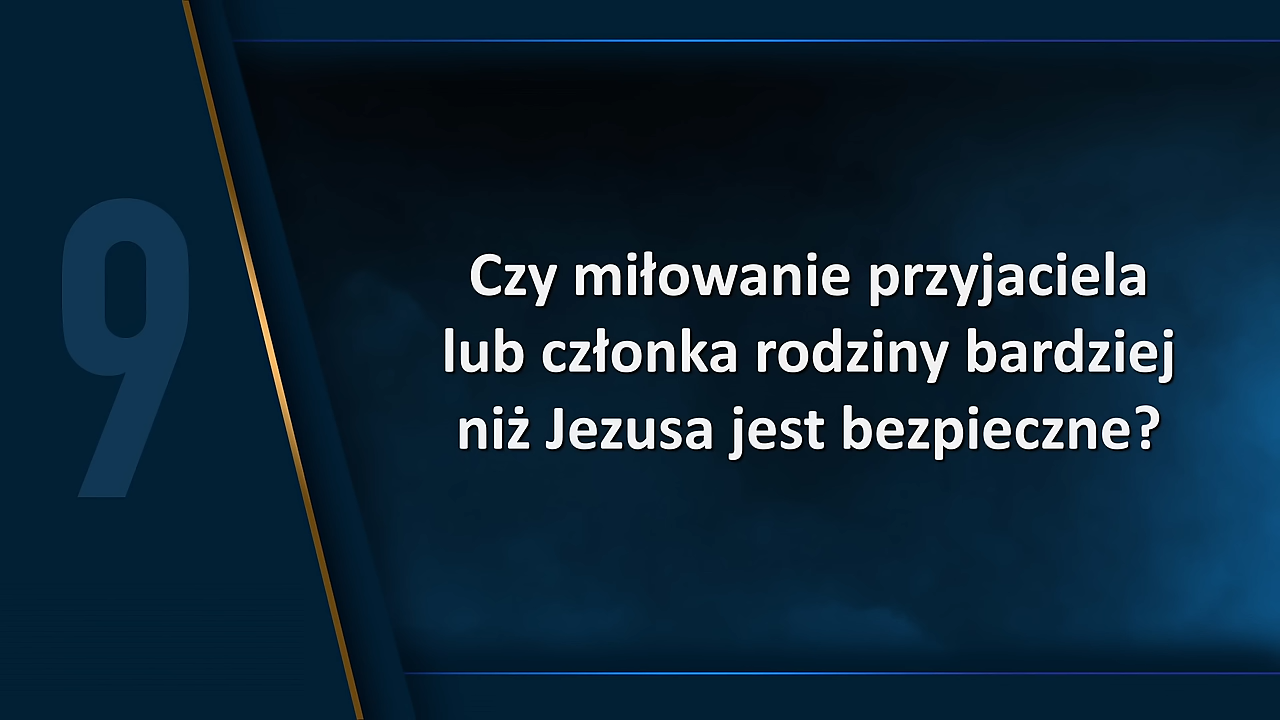 9
Czy miłowanie przyjaciela
lub członka rodziny bardziej
niż Jezusa jest bezpieczne?